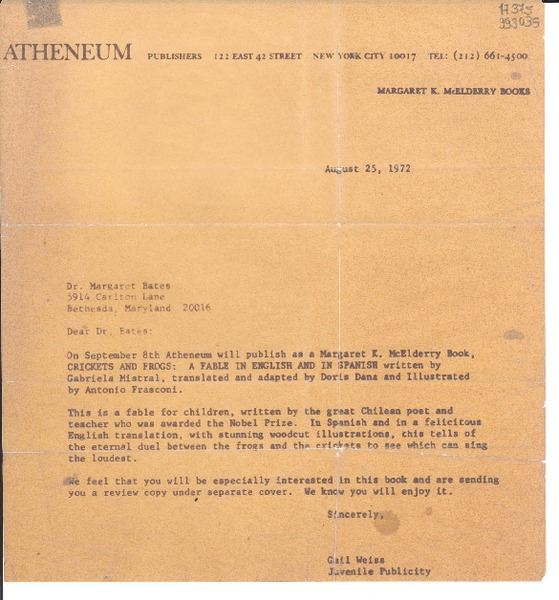 1737-
393035
ATHENEUM PUBLISHERS 122 EAST 42 STREET NEW YORK CITY 10017 TEL: (212) 661-4500
MARGARET K. McELDERRY BOOKS
August 25, 1972
Dr. Margaret Bates
5914 Carlton Lane
Bethesda, Maryland 20016
Dear Dr. Bates:
On September 8th Atheneum will publish as a Margaret K. McElderry Book,
CRICKETS AND FROGS: A FABLE IN ENGLISH AND IN SPANISH written by
Gabriela Mistral, translated and adapted by Doris Dana and Illustrated
by Antonio Frasconi.
This is a fable for children, written by the great Chilean poet and
teacher who was awarded the Nobel Prize. In Spanish and in a felicitous
English translation, with stunning woodcut illustrations, this tells of
the eternal duel between the frogs and the crickets to see which can sing
the loudest.
We feel that you will be especially interested in this book and are sending
you a review copy under separate cover. We know you will enjoy it.
Sincerely,
Gail Weiss
Juvenile Publicity